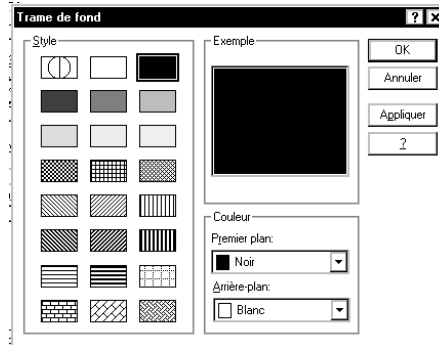 Trame de fond
Style
Exemple
OK
Annuler
Appliquer
?
Couleur
Premier plan:
Noir
Arrière-plan:
Blanc